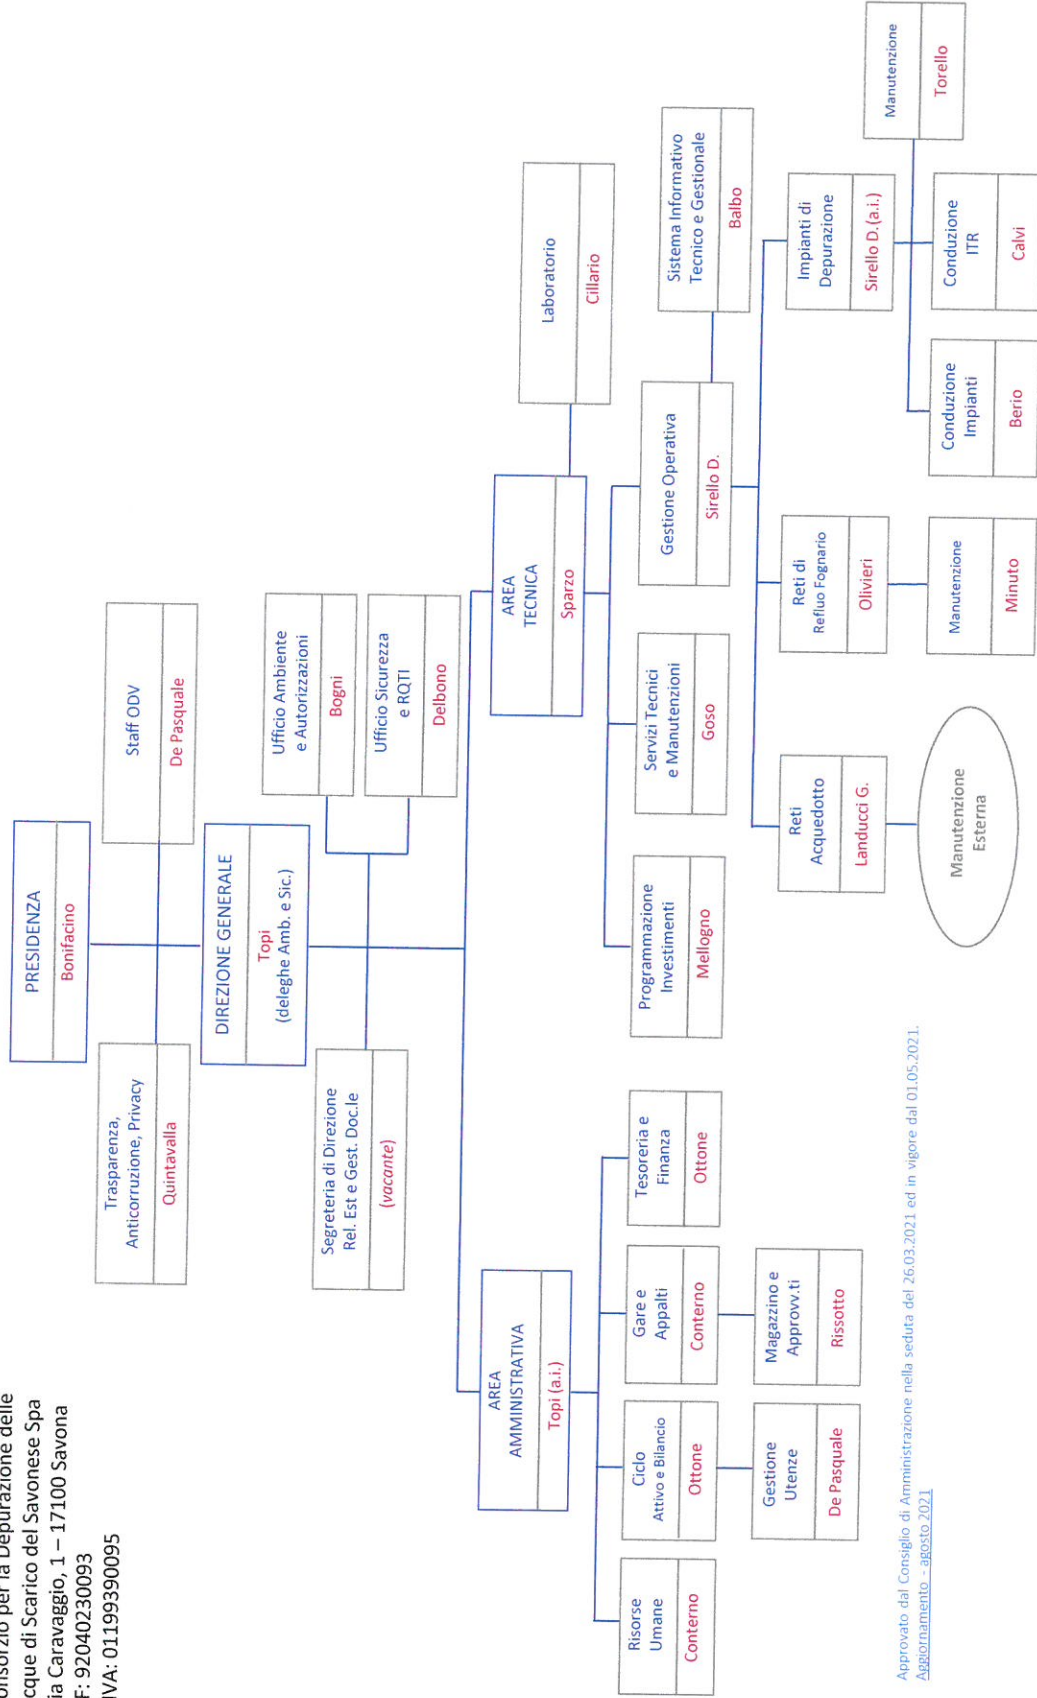 onsorzio per la Depurazione delle
cque di Scarico del Savonese Spa
ia Caravaggio, 1 – 17100 Savona
F: 92040230093
IVA: 01199390095
PRESIDENZA
Bonifacino
Trasparenza,
Anticorruzione, Privacy
Quintavalla
Staff ODV
De Pasquale
DIREZIONE GENERALE
Topi
(deleghe Amb. e Sic.)
Segreteria di Direzione
Rel. Est e Gest. Doc.le
(vacante)
Ufficio Ambiente
e Autorizzazioni
Bogni
Ufficio Sicurezza
e RQTI
Delbono
AREA
AMMINISTRATIVA
Topi (a.i.)
AREA
TECNICA
Sparzo
Laboratorio
Cillario
Risorse
Umane
Conterno
Ciclo
Attivo e Bilancio
Ottone
Gare e
Appalti
Conterno
Tesoreria e
Finanza
Ottone
Programmazione
Investimenti
Mellogno
Servizi Tecnici
e Manutenzioni
Goso
Gestione Operativa
Sirello D.
Sistema Informativo
Tecnico e Gestionale
Balbo
Gestione
Utenze
De Pasquale
Magazzino e
Approvv.ti
Rissotto
Reti
Acquedotto
Landucci G.
Reti di
Refluo Fognario
Olivieri
Impianti di
Depurazione
Sirello D.(a.i.)
Manutenzione
Torello
Manutenzione
Esterna
Manutenzione
Minuto
Conduzione
Impianti
Berio
Conduzione
ITR
Calvi
Approvato dal Consiglio di Amministrazione nella seduta del 26.03.2021 ed in vigore dal 01.05.2021.
Aggiornamento - agosto 2021